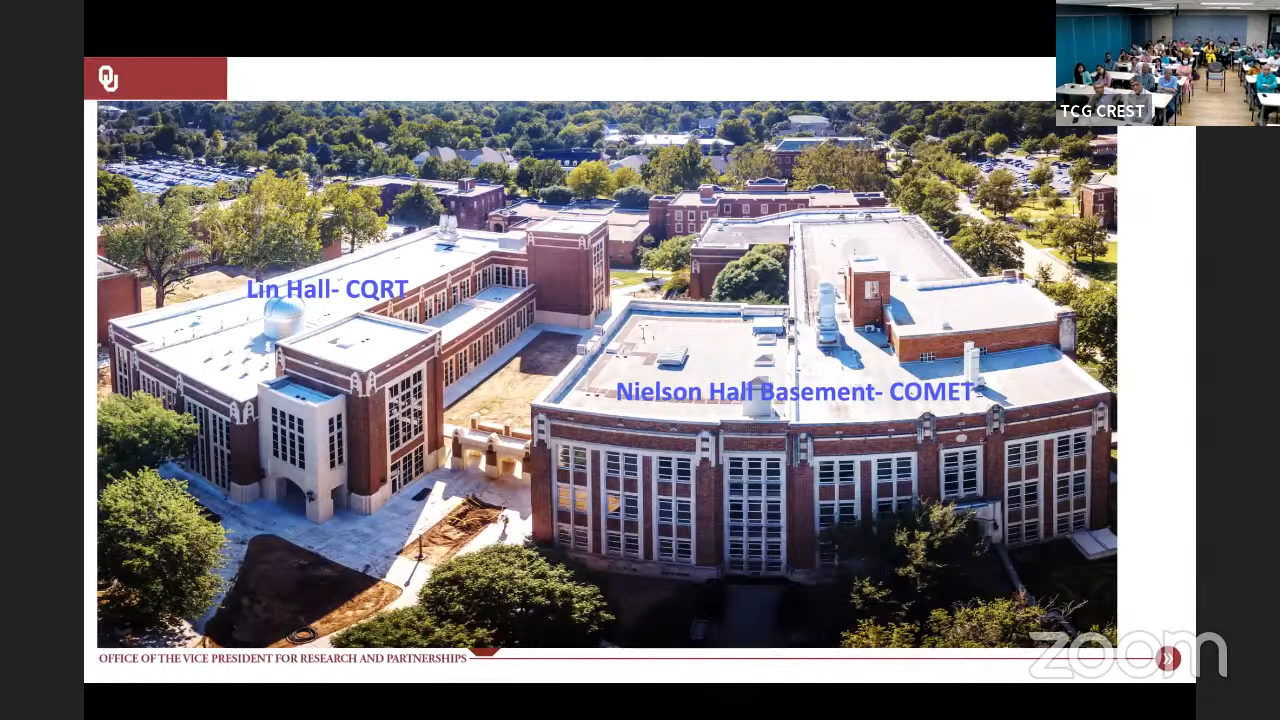 OU
TCG CREST
Lin Hall- CQRT
Nielson Hall Basement- COMET
OFFICE OF THE VICE PRESIDENT FOR RESEARCH AND PARTNERSHIPS
zoom